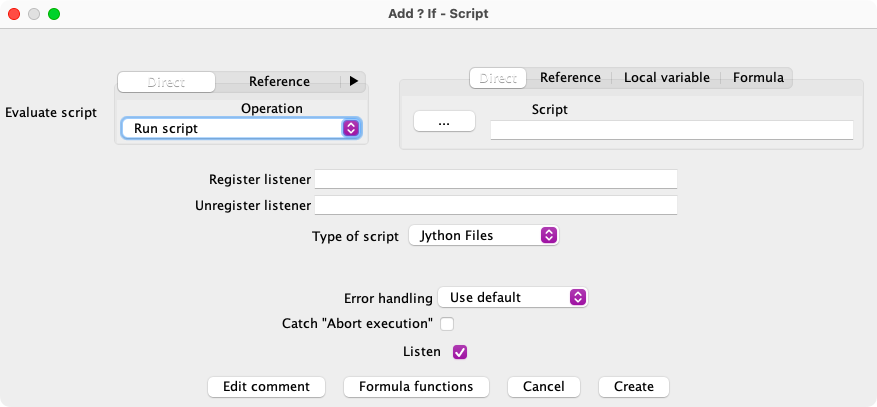 Add ? If - Script
Direct Reference
Direct Reference Local variable Formula
Evaluate script
Operation
Script
Run script
...
Register listener
Unregister listener
Type of script Jython Files
Error handling Use default
Catch "Abort execution"
Listen
Edit comment Formula functions Cancel Create